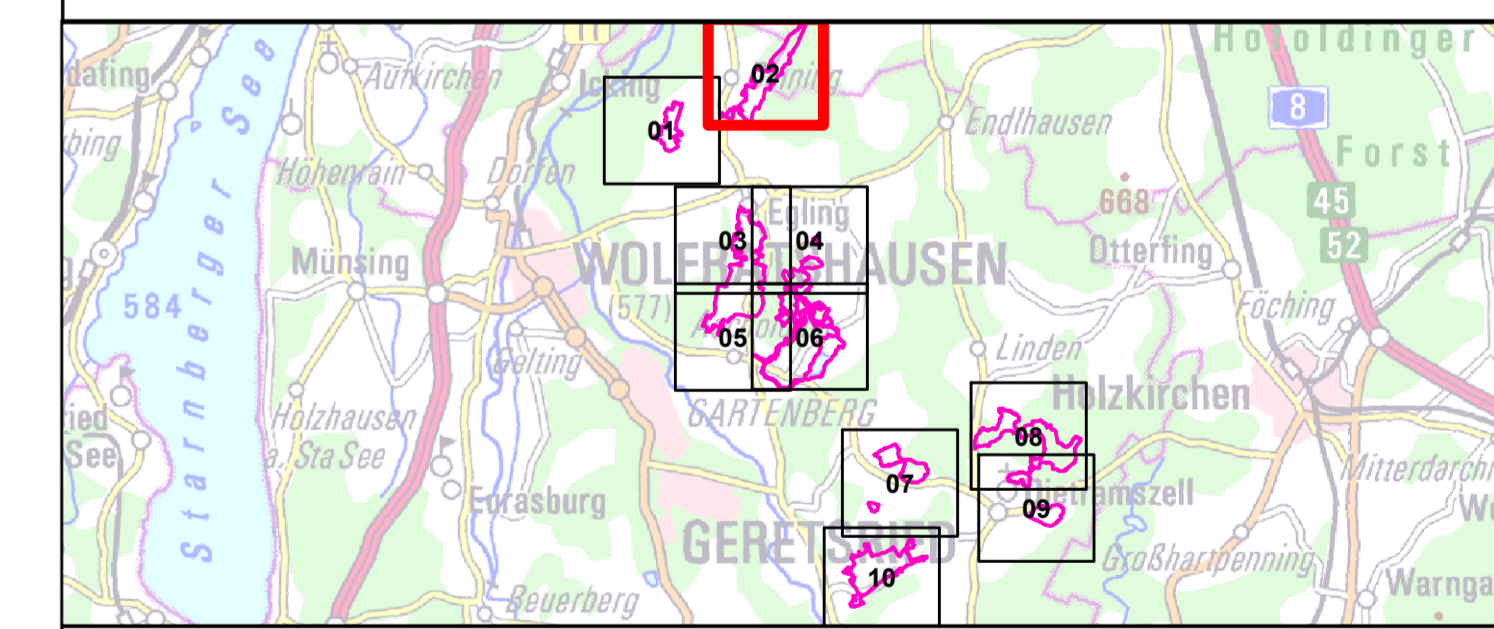 11
Hofoldinger
dafing
Aufkirchen
Icking
02
8
01
Endlhausen
bing
Forst
Höhenrain
Dorfen
668
45
Egling
52
03
04
Otterfing
Münsing
WOLFRATSHAUSEN
584
(577)
Föching
05
06
Linden
Gelting
Starnberger See
Holzkirchen
GARTENBERG
ried
See
Holzhausen
a. Sta See
08
07
Mitterdarchi
Dietramszell
Eurasburg
09
GERETSRIED
Großhartpenning
10
Warnga
Beuerberg